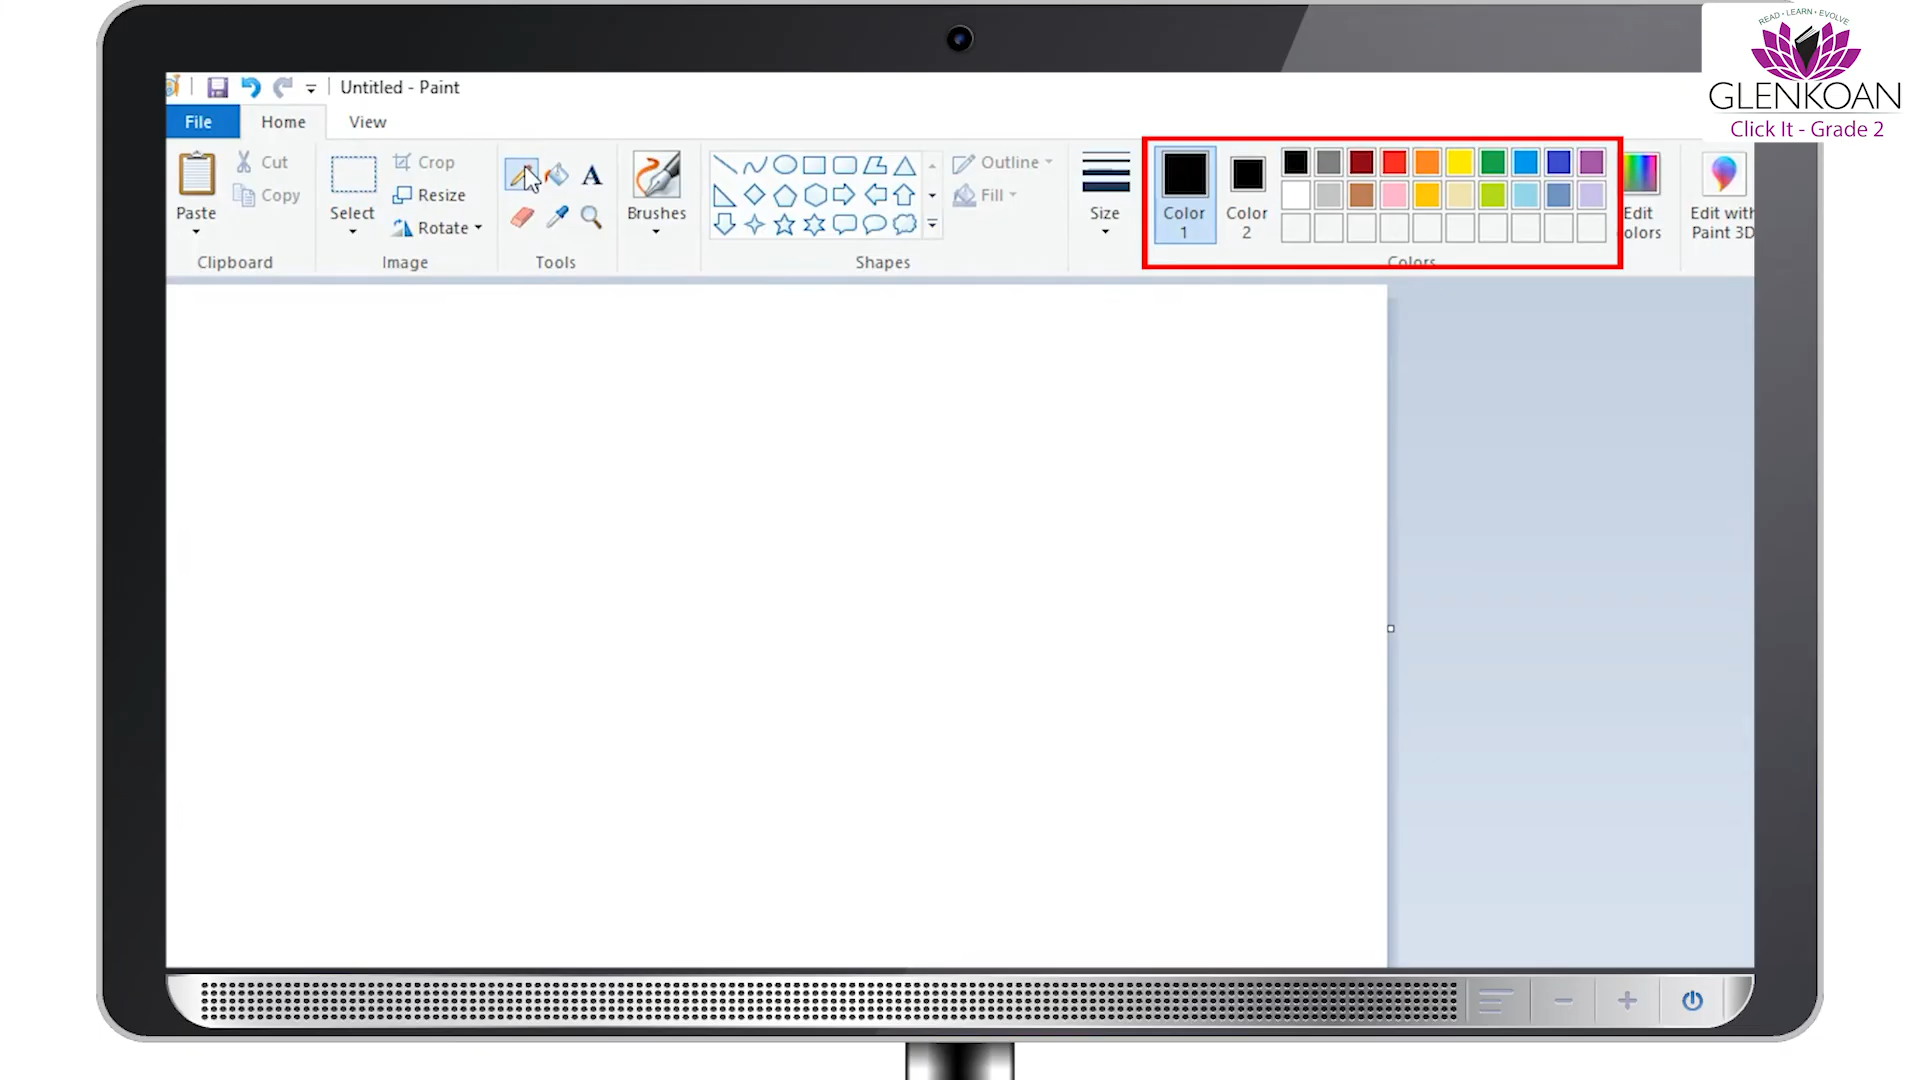 READ • LEARN • EVOLVE
GLENKOAN
Click It - Grade 2
Untitled - Paint
File Home View
Paste
Cut
Copy
Clipboard
Select
Crop
Resize
Rotate
Image
A
Tools
Brushes
Shapes
Outline
Fill
Size
Color
1
Color
2
Colors
Edit
olors
Edit with
Paint 3D